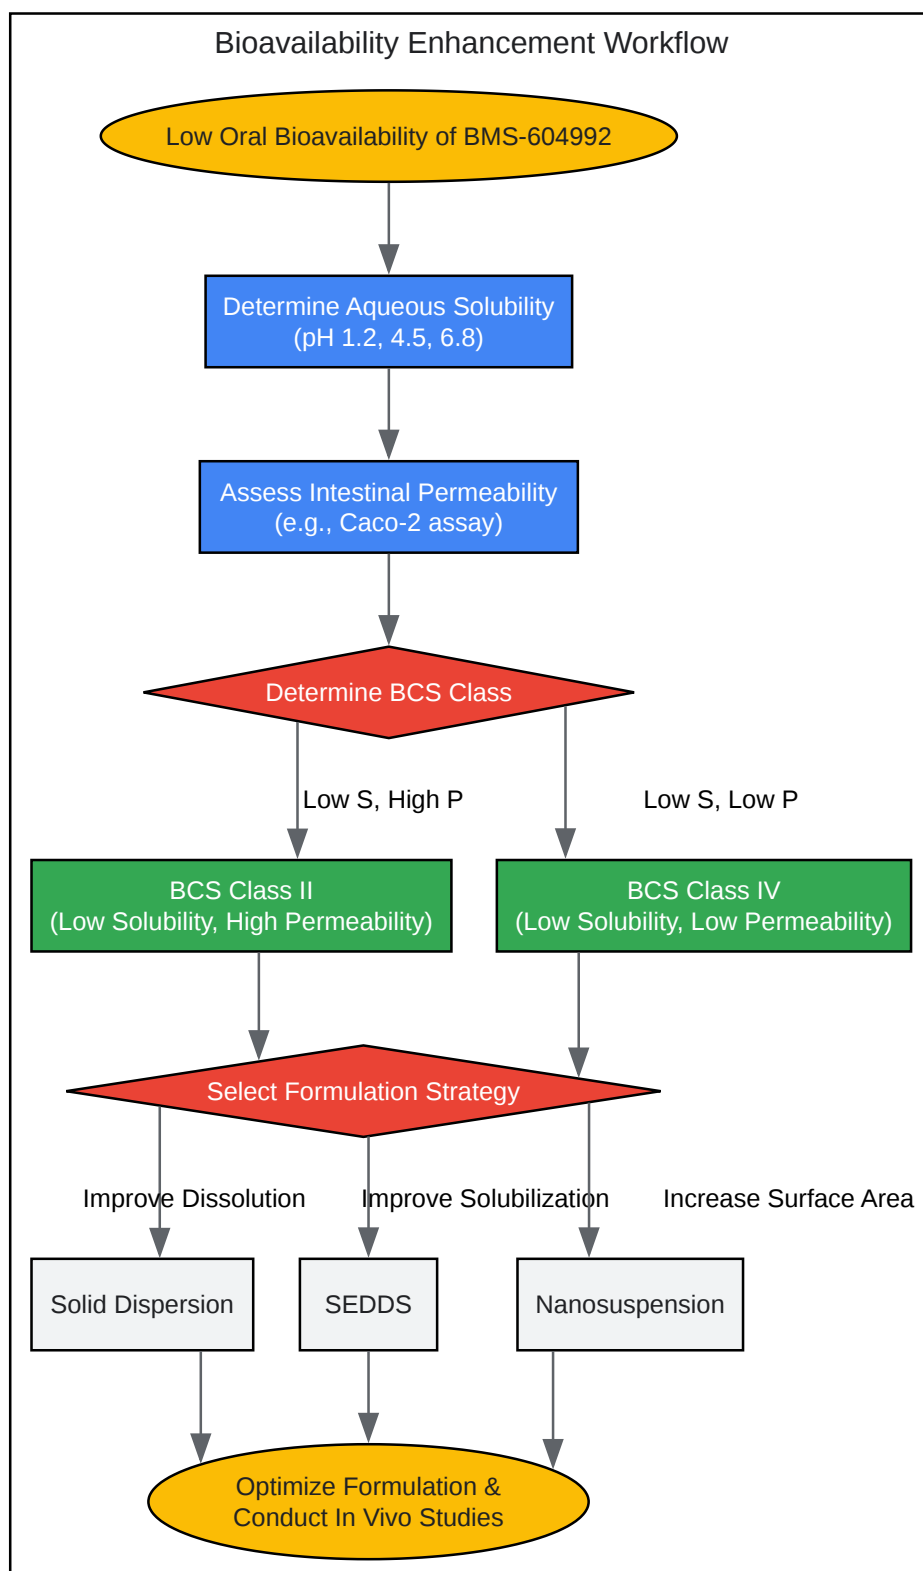 Bioavailability Enhancement Workflow
Low Oral Bioavailability of BMS-604992
Determine Aqueous Solubility
(pH 1.2, 4.5, 6.8)
Assess Intestinal Permeability
(e.g., Caco-2 assay)
Determine BCS Class
Low S, High P
Low S, Low P
BCS Class II
(Low Solubility, High Permeability)
BCS Class IV
(Low Solubility, Low Permeability)
Select Formulation Strategy
Improve Dissolution
Improve Solubilization
Increase Surface Area
Solid Dispersion
SEDDS
Nanosuspension
Optimize Formulation &
Conduct In Vivo Studies